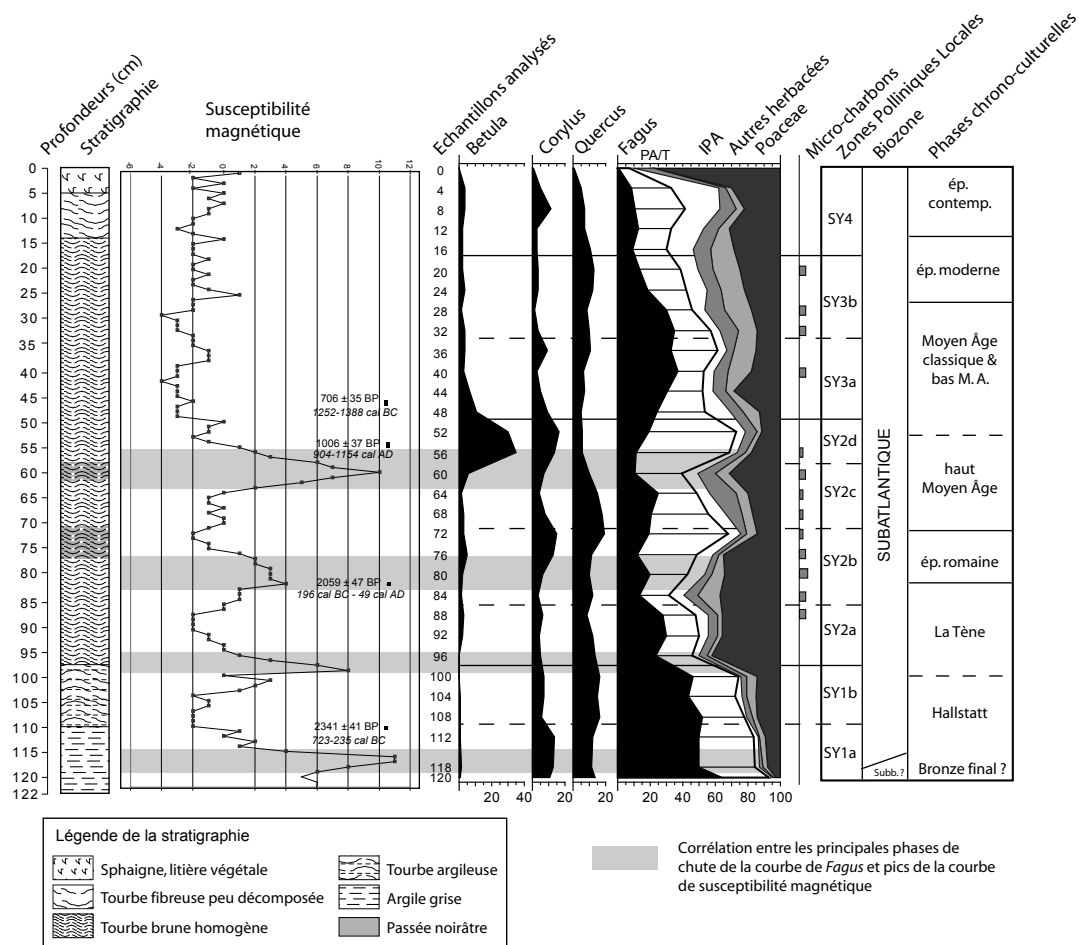 Profondeurs (cm)
Stratigraphie
Susceptibilité
magnétique
Echantillons analysés
Betula
Corylus
Quercus
Fagus
PA/T
IPA
Autres herbacées
Poaceae
Micro-charbons
Zones Polliniques Locales
Biozone
Phases chrono-culturelles
-6 -4 -2 0 2 4 6 8 10 12
0
5
10
15
20
25
30
35
40
45
50
55
60
65
70
75
80
85
90
95
100
105
110
115
120
122
706 ± 35 BP
1252-1388 cal BC
1006 ± 37 BP
904-1154 cal AD
2059 ± 47 BP
196 cal BC - 49 cal AD
2341 ± 41 BP
723-235 cal BC
0
4
8
12
16
20
24
28
32
36
40
44
48
52
56
60
64
68
72
76
80
84
88
92
96
100
104
108
112
118
120
20 40
20
20
20 40 60 80 100
SY4
SY3b
SY3a
SY2d
SY2c
SY2b
SY2a
SY1b
SY1a
SUBATLANTIQUE
Subb. ?
ép.
contemp.
ép. moderne
Moyen Âge
classique &
bas M. A.
haut
Moyen Âge
ép. romaine
La Tène
Hallstatt
Bronze final ?
Légende de la stratigraphie
Sphaigne, litière végétale
Tourbe fibreuse peu décomposée
Tourbe brune homogène
Tourbe argileuse
Argile grise
Passée noirâtre
Corrélation entre les principales phases de
chute de la courbe de Fagus et pics de la courbe
de susceptibilité magnétique